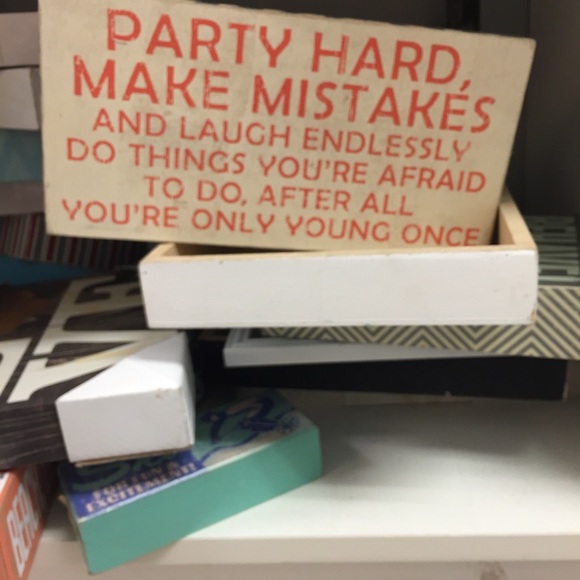 PARTY HARD,
MAKE MISTAKES
AND LAUGH ENDLESSLY
DO THINGS YOU'RE AFRAID
TO DO, AFTER ALL
YOU'RE ONLY YOUNG ONCE
EXCITEMENT!